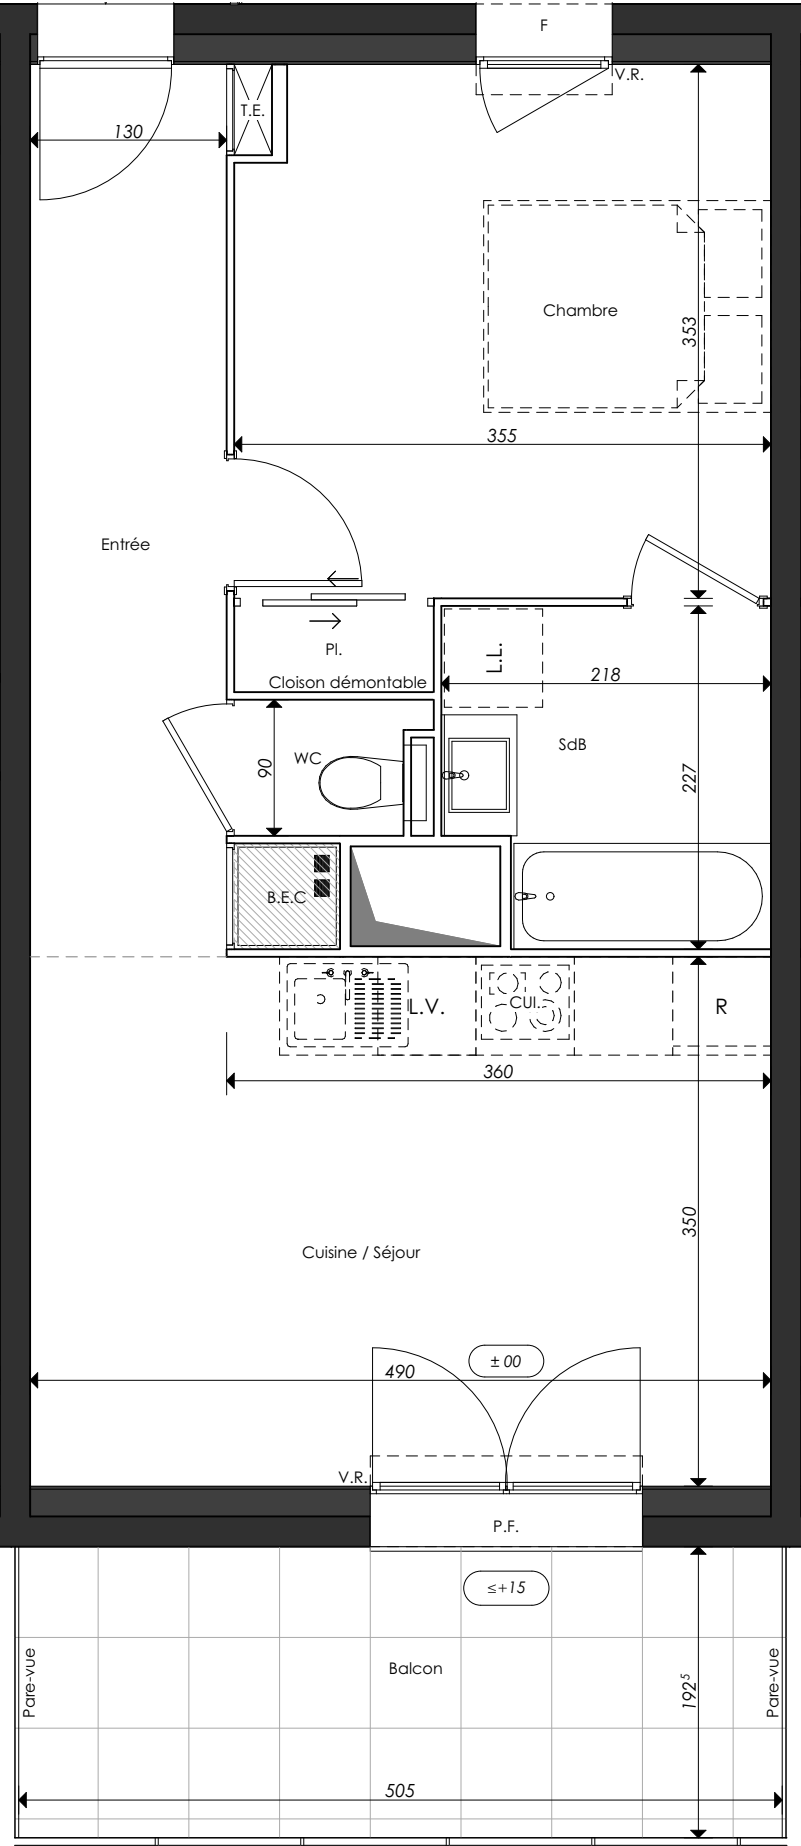 F
V.R.
T.E.
130
Chambre
353
355
Entrée
Pl.
L.L.
Cloison démontable
218
WC
90
SdB
227
B.E.C
L.V.
CUI.
R
360
350
Cuisine / Séjour
±00
490
V.R.
P.F.
≤+15
Pare-vue
Balcon
192⁵
Pare-vue
505